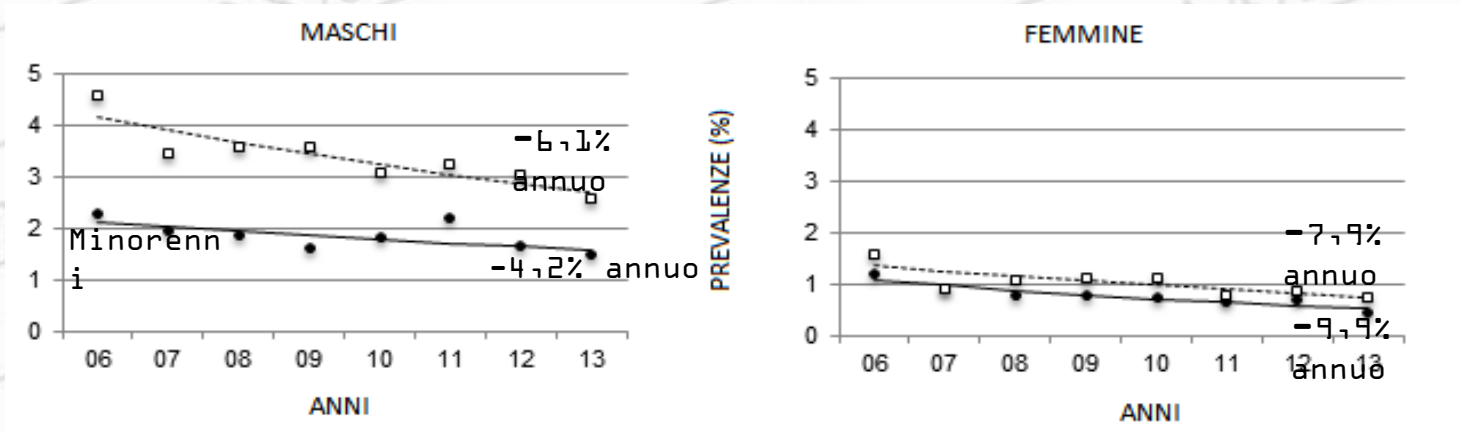 MASCHI
5
4
3
2
1
0
-6,1%
annuo
Minorenn
i
-4,2% annuo
06 07 08 09 10 11 12 13
ANNI
FEMMINE
PREVALENZE (%)
5
4
3
2
1
0
-7,9%
annuo
-9,9%
annuo
06 07 08 09 10 11 12 13
ANNI